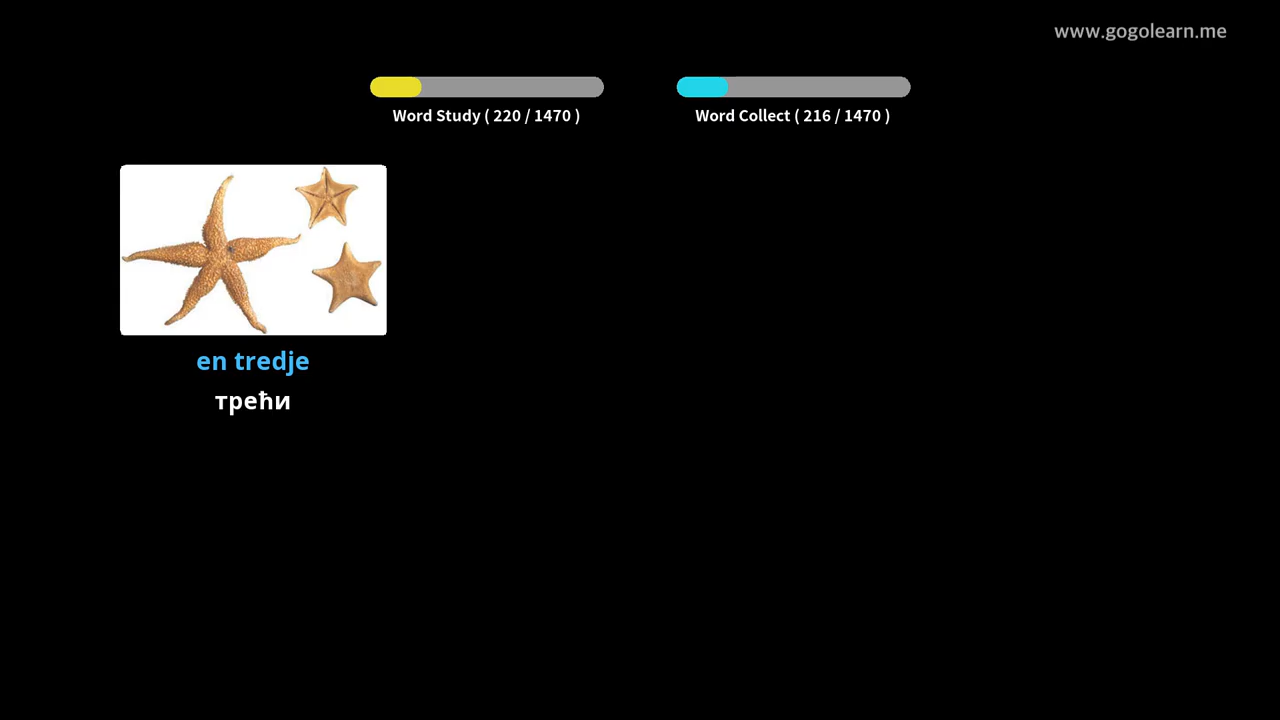 www.gogolearn.me
Word Study ( 220 / 1470 )
Word Collect ( 216 / 1470 )
en tredje
трећи